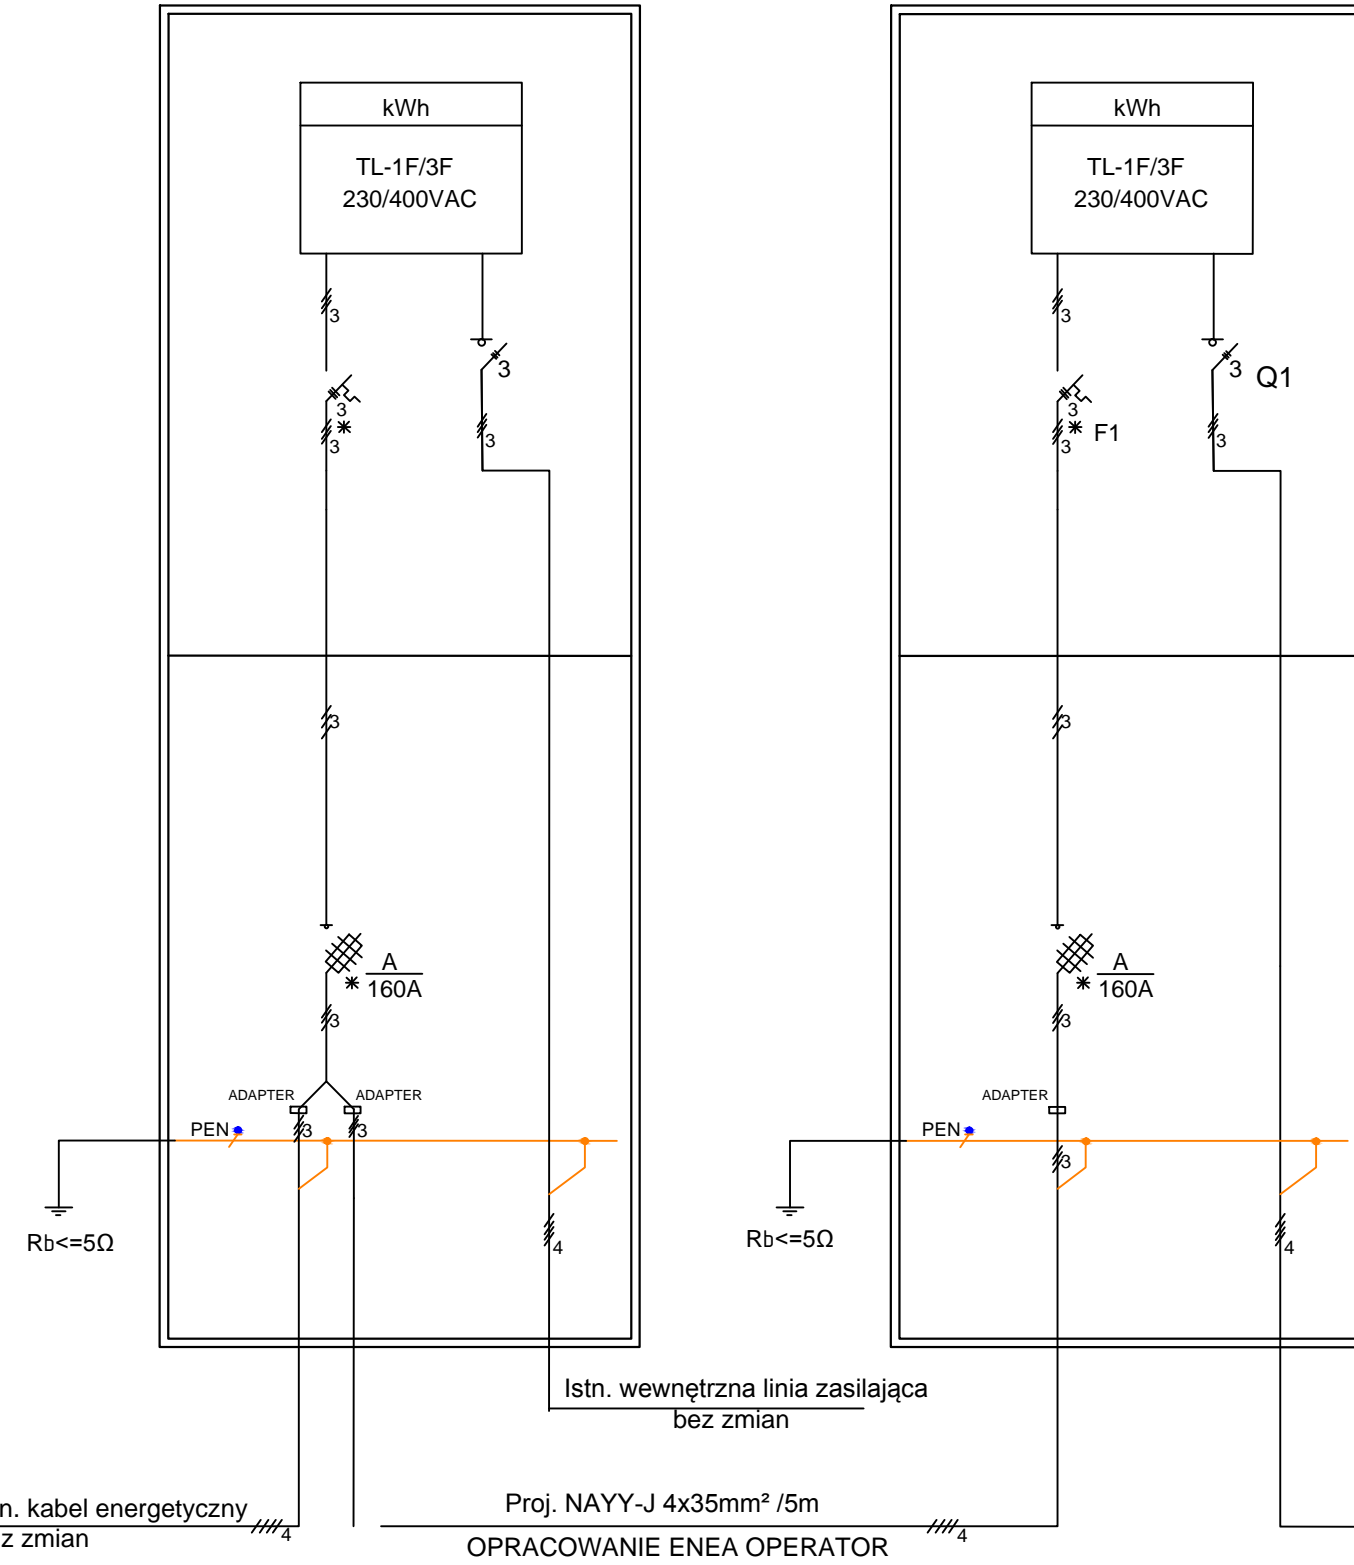 kWh
TL-1F/3F
230/400VAC
3
3
3
3
3
3
A
160A
3
ADAPTER
ADAPTER
PEN
3
3
Rb<=5Ω
4
kWh
TL-1F/3F
230/400VAC
3
3
Q1
3
3
F1
3
3
A
160A
3
ADAPTER
PEN
3
Rb<=5Ω
4
Istn. wewnętrzna linia zasilająca
bez zmian
n. kabel energetyczny
z zmian
4
Proj. NAYY-J 4x35mm² /5m
4
OPRACOWANIE ENEA OPERATOR